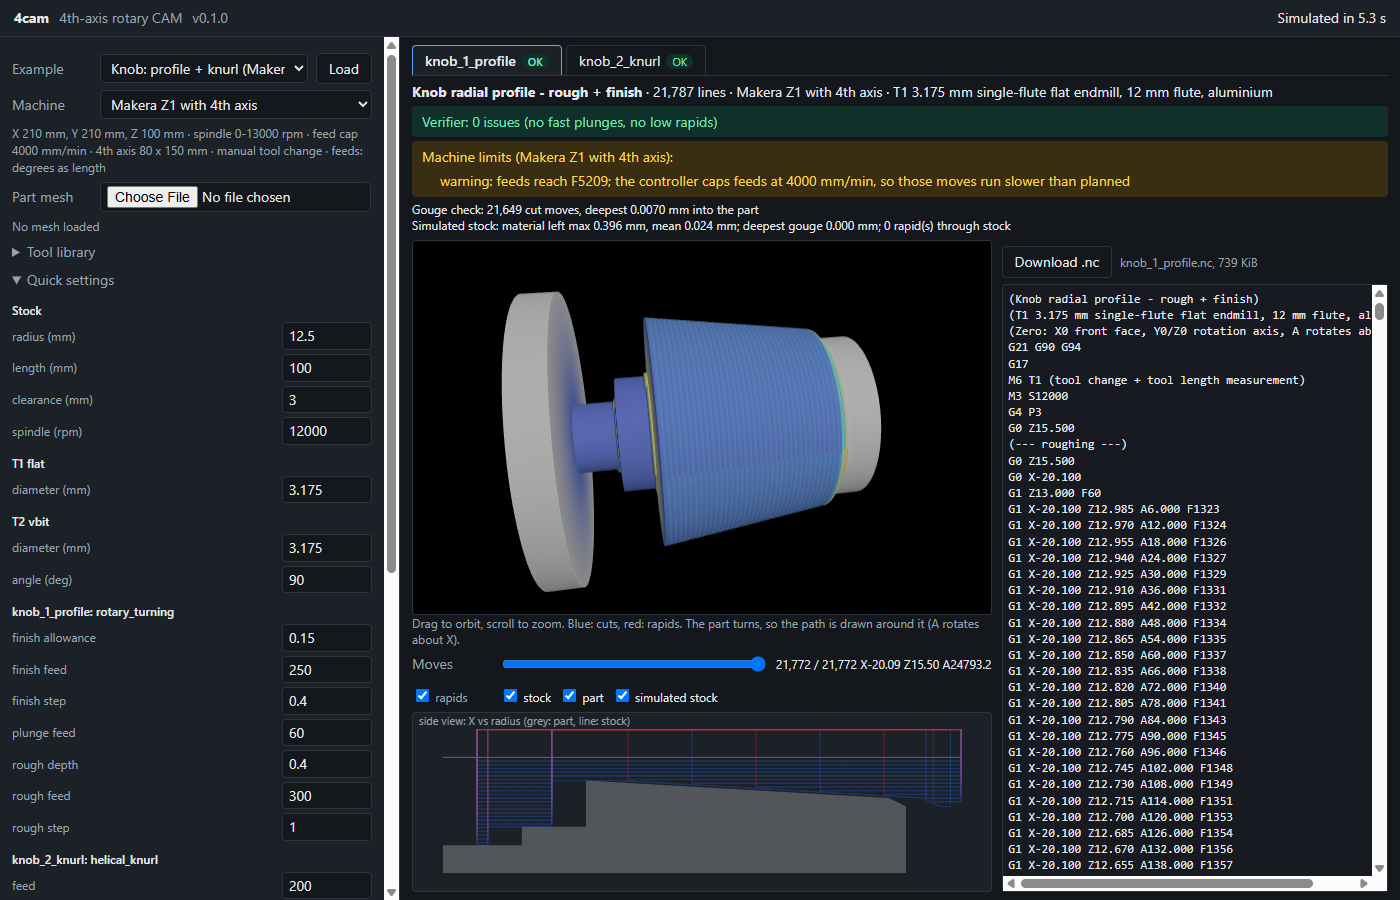 4cam 4th-axis rotary CAM v0.1.0
Simulated in 5.3 s
Example
Knob: profile + knurl (Maker
Load
Machine
Makera Z1 with 4th axis
X 210 mm, Y 210 mm, Z 100 mm · spindle 0-13000 rpm · feed cap
4000 mm/min · 4th axis 80 x 150 mm · manual tool change · feeds:
degrees as length
Part mesh
Choose File No file chosen
No mesh loaded
Tool library
Quick settings
Stock
radius (mm) 12.5
length (mm) 100
clearance (mm) 3
spindle (rpm) 12000
T1 flat
diameter (mm) 3.175
T2 vbit
diameter (mm) 3.175
angle (deg) 90
knob_1_profile: rotary_turning
finish allowance 0.15
finish feed 250
finish step 0.4
plunge feed 60
rough depth 0.4
rough feed 300
rough step 1
knob_2_knurl: helical_knurl
feed 200
knob_1_profile OK
knob_2_knurl OK
Knob radial profile - rough + finish · 21,787 lines · Makera Z1 with 4th axis · T1 3.175 mm single-flute flat endmill, 12 mm flute, aluminium
Verifier: 0 issues (no fast plunges, no low rapids)
Machine limits (Makera Z1 with 4th axis):
warning: feeds reach F5209; the controller caps feeds at 4000 mm/min, so those moves run slower than planned
Gouge check: 21,649 cut moves, deepest 0.0070 mm into the part
Simulated stock: material left max 0.396 mm, mean 0.024 mm; deepest gouge 0.000 mm; 0 rapid(s) through stock
Drag to orbit, scroll to zoom. Blue: cuts, red: rapids. The part turns, so the path is drawn around it (A rotates
about X).
Moves
21,772 / 21,772 X-20.09 Z15.50 A24793.2
rapids
stock
part
simulated stock
side view: X vs radius (grey: part, line: stock)
Download .nc
knob_1_profile.nc, 739 KiB
(Knob radial profile - rough + finish)
(T1 3.175 mm single-flute flat endmill, 12 mm flute, al
(Zero: X0 front face, Y0/Z0 rotation axis, A rotates ab
G21 G90 G94
G17
M6 T1 (tool change + tool length measurement)
M3 S12000
G4 P3
G0 Z15.500
(--- roughing ---)
G0 Z15.500
G0 X-20.100
G1 Z13.000 F60
G1 X-20.100 Z12.985 A6.000 F1323
G1 X-20.100 Z12.970 A12.000 F1324
G1 X-20.100 Z12.955 A18.000 F1326
G1 X-20.100 Z12.940 A24.000 F1327
G1 X-20.100 Z12.925 A30.000 F1329
G1 X-20.100 Z12.910 A36.000 F1331
G1 X-20.100 Z12.895 A42.000 F1332
G1 X-20.100 Z12.880 A48.000 F1334
G1 X-20.100 Z12.865 A54.000 F1335
G1 X-20.100 Z12.850 A60.000 F1337
G1 X-20.100 Z12.835 A66.000 F1338
G1 X-20.100 Z12.820 A72.000 F1340
G1 X-20.100 Z12.805 A78.000 F1341
G1 X-20.100 Z12.790 A84.000 F1343
G1 X-20.100 Z12.775 A90.000 F1345
G1 X-20.100 Z12.760 A96.000 F1346
G1 X-20.100 Z12.745 A102.000 F1348
G1 X-20.100 Z12.730 A108.000 F1349
G1 X-20.100 Z12.715 A114.000 F1351
G1 X-20.100 Z12.700 A120.000 F1353
G1 X-20.100 Z12.685 A126.000 F1354
G1 X-20.100 Z12.670 A132.000 F1356
G1 X-20.100 Z12.655 A138.000 F1357